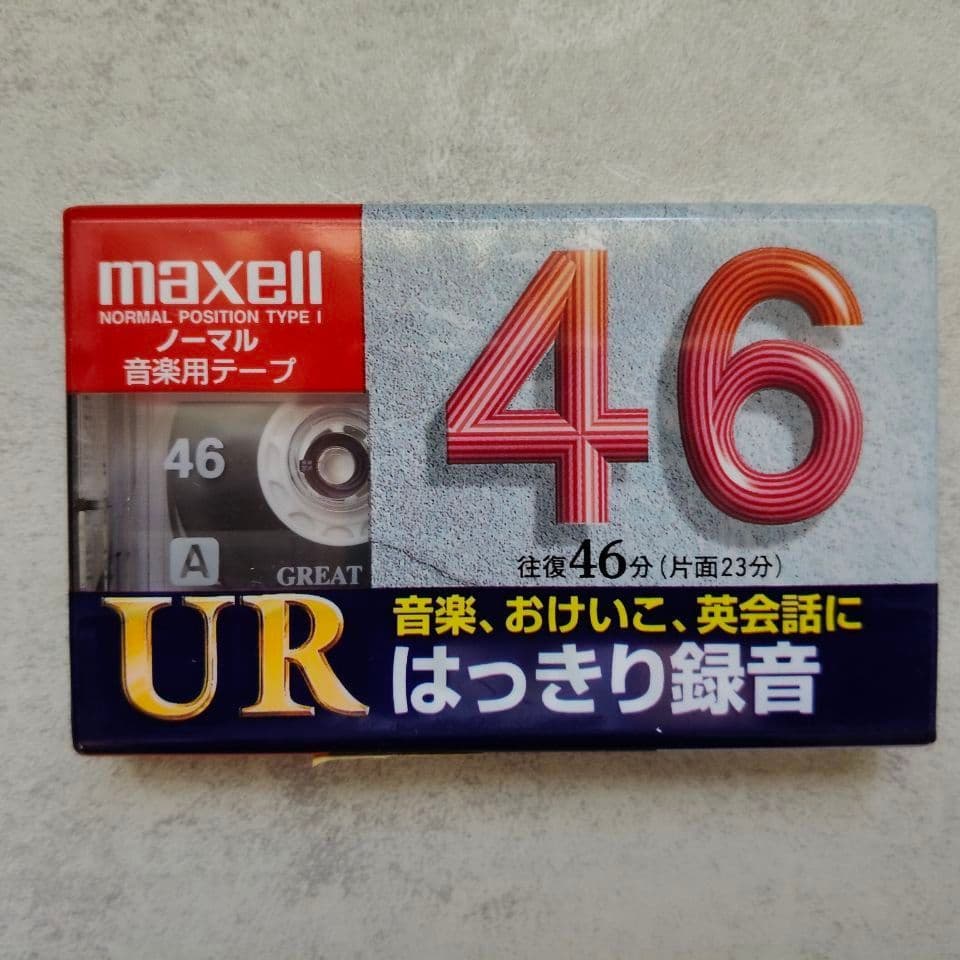 maxell
NORMAL POSITION TYPE I
ノーマル
音楽用テープ
46
46
A
GREAT
往復46分(片面23分)
UR
音楽、おけいこ、英会話に
はっきり録音